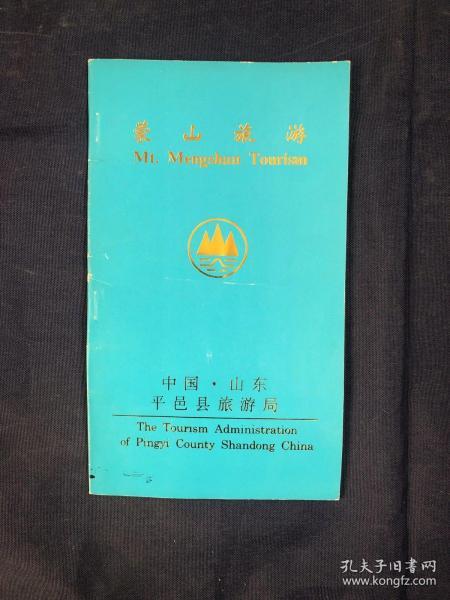 蒙山旅游
Mt. Mengshan Tourisan
中国·山东
平邑县旅游局
The Tourism Administration
of Pingyi County Shandong China
孔夫子旧书网
www.kongfz.com